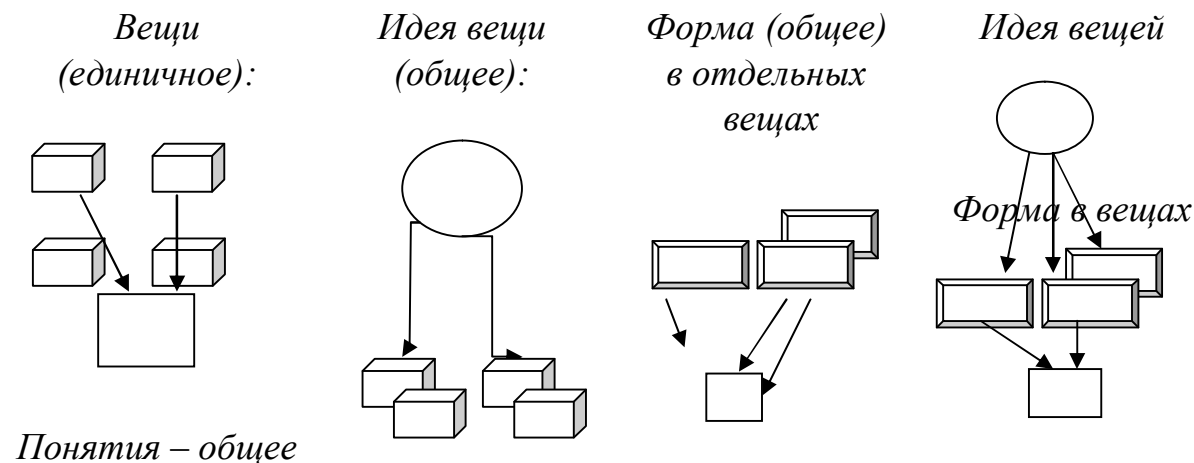 Вещи
(единичное):
Идея вещи
(общее):
Форма (общее)
в отдельных
вещах
Идея вещей
Форма в вещах
Понятия – общее